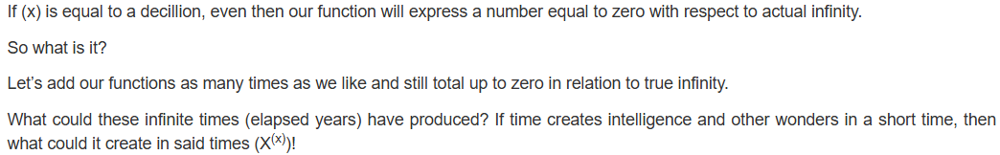 If (x) is equal to a decillion, even then our function will express a number equal to zero with respect to actual infinity.
So what is it?
Let’s add our functions as many times as we like and still total up to zero in relation to true infinity.
What could these infinite times (elapsed years) have produced? If time creates intelligence and other wonders in a short time, then
what could it create in said times (X⁽ˣ⁾)!